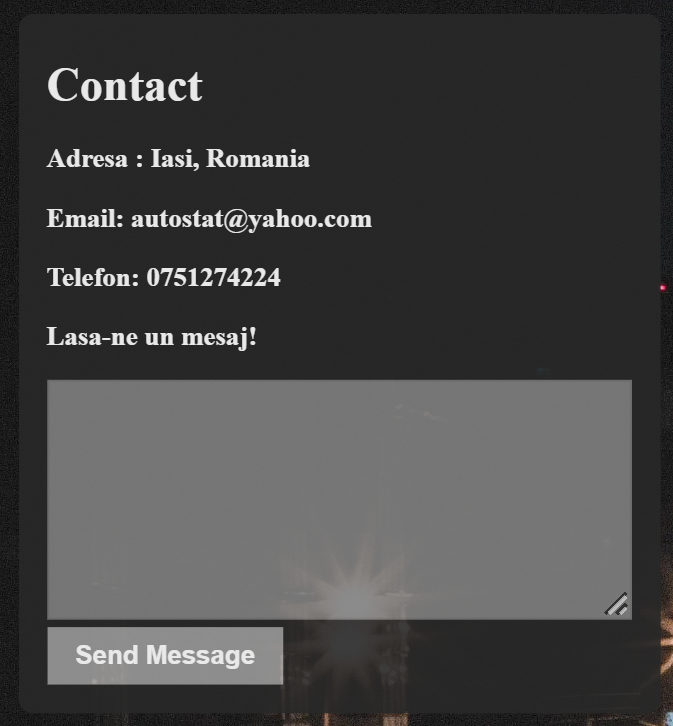 Contact
Adresa : Iasi, Romania
Email: autostat@yahoo.com
Telefon: 0751274224
Lasa-ne un mesaj!
Send Message